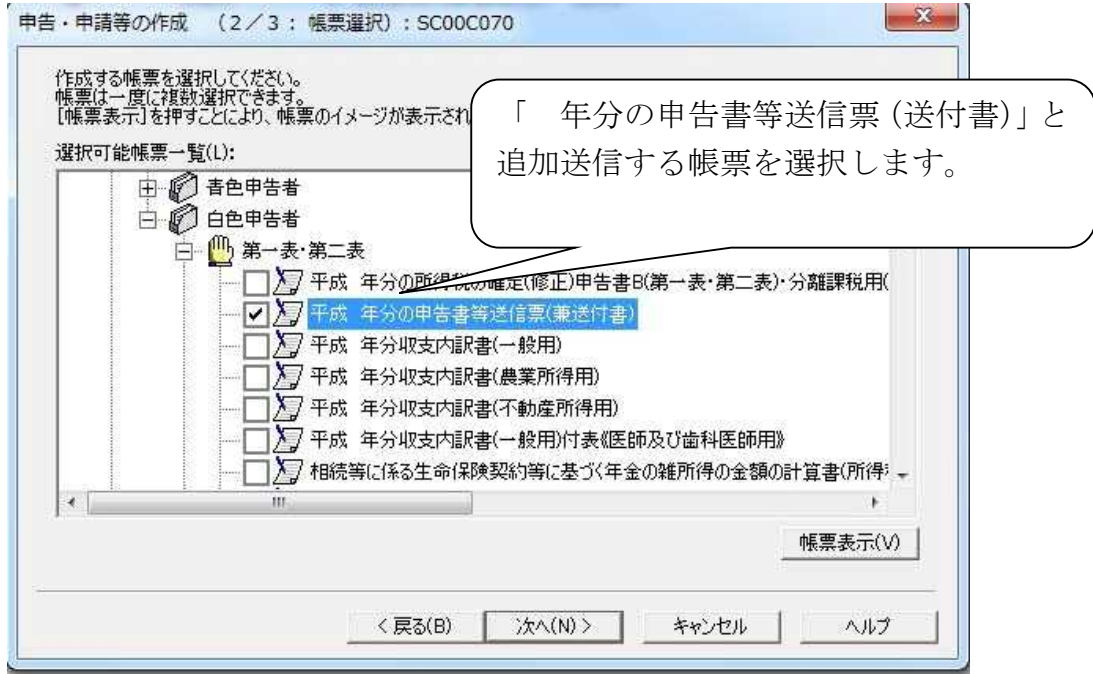 申告・申請等の作成 (2/3:帳票選択):SC00C070
作成する帳票を選択してください。
帳票は一度に複数選択できます。
[帳票表示]を押すことにより、帳票のイメージが表示され
「　年分の申告書等送信票(送付書)」と
追加送信する帳票を選択します。
選択可能帳票一覧(L):
青色申告者
白色申告者
第一表・第二表
平成 年分の所得税の確定(修正)申告書B(第一表・第二表)・分離課税用(
平成 年分の申告書等送信票(兼送付書)
平成 年分収支内訳書(一般用)
平成 年分収支内訳書(農業所得用)
平成 年分収支内訳書(不動産所得用)
平成 年分収支内訳書(一般用)付表《医師及び歯科医師用》
相続等に係る生命保険契約等に基づく年金の雑所得の金額の計算書(所得
帳票表示(V)
< 戻る(B)
次へ(N) >
キャンセル
ヘルプ